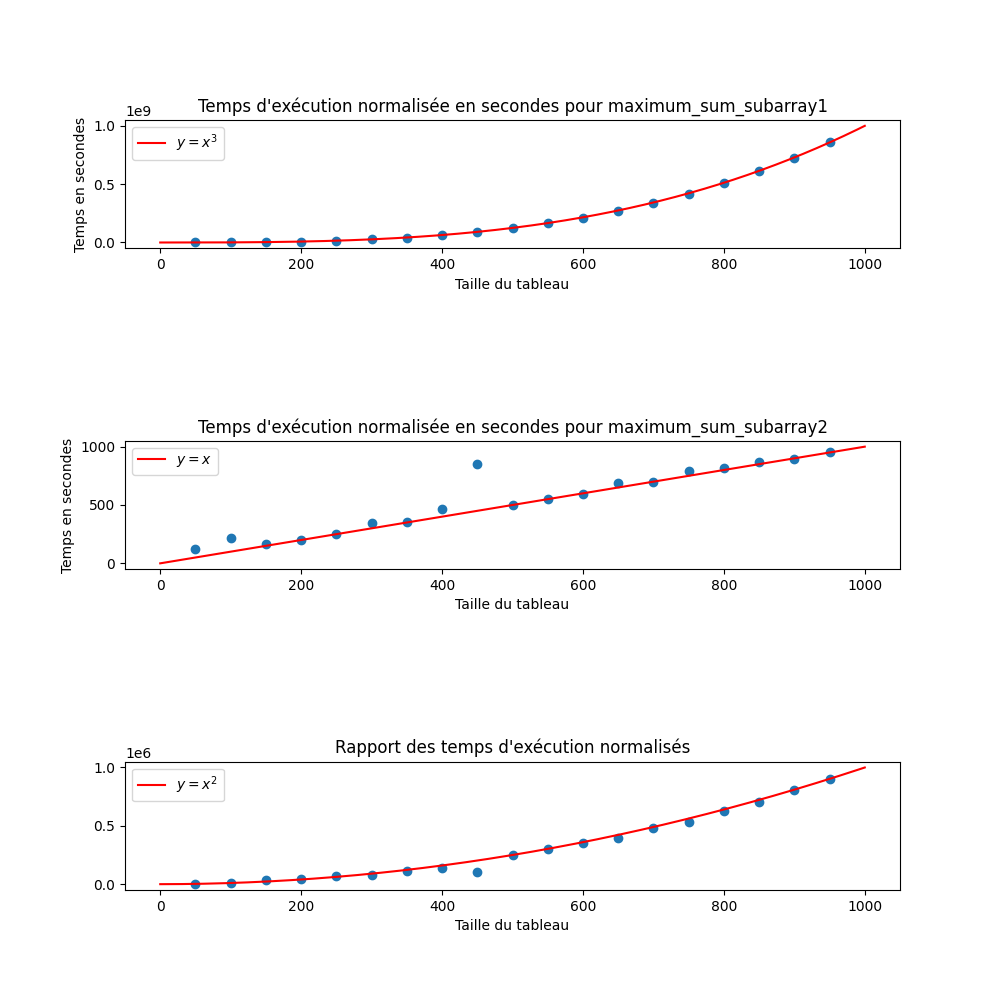 Temps d'exécution normalisée en secondes pour maximum_sum_subarray1
1e9
Temps en secondes
1.0
0.5
0.0
y = x³
0 200 400 600 800 1000
Taille du tableau
Temps d'exécution normalisée en secondes pour maximum_sum_subarray2
Temps en secondes
1000
500
0
y = x
0 200 400 600 800 1000
Taille du tableau
Rapport des temps d'exécution normalisés
1e6
1.0
0.5
0.0
y = x²
0 200 400 600 800 1000
Taille du tableau